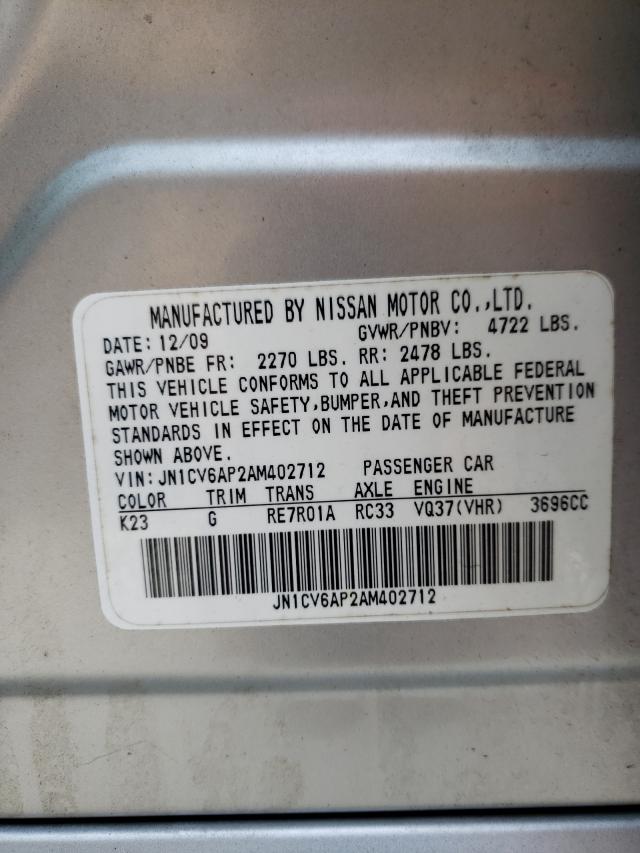 MANUFACTURED BY NISSAN MOTOR CO.,LTD.
DATE: 12/09 GVWR/PNBV: 4722 LBS.
GAWR/PNBE FR: 2270 LBS. RR: 2478 LBS.
THIS VEHICLE CONFORMS TO ALL APPLICABLE FEDERAL
MOTOR VEHICLE SAFETY,BUMPER,AND THEFT PREVENTION
STANDARDS IN EFFECT ON THE DATE OF MANUFACTURE
SHOWN ABOVE.
VIN: JN1CV6AP2AM402712 PASSENGER CAR
COLOR TRIM TRANS AXLE ENGINE
K23 G RE7R01A RC33 VQ37(VHR) 3696CC
JN1CV6AP2AM402712